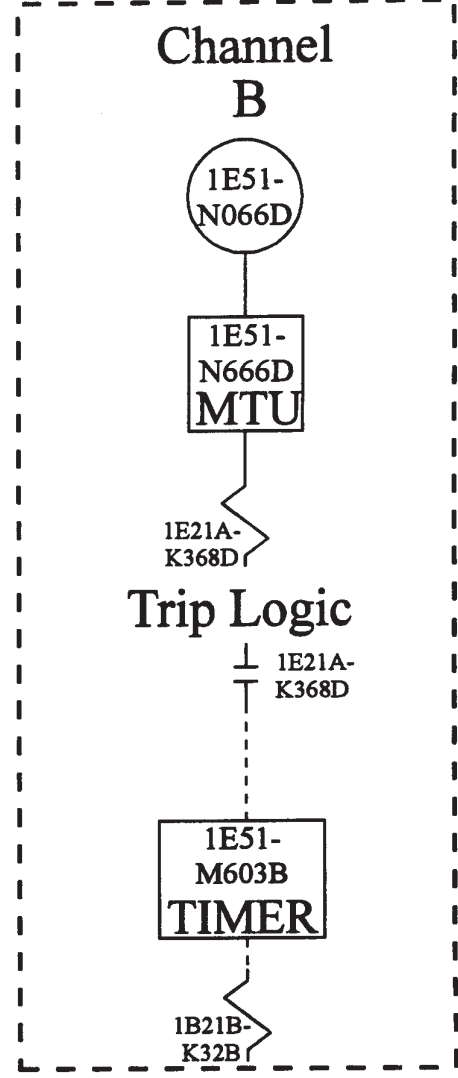 Channel
B
1E51-
N066D
1E51-
N666D
MTU
1E21A-
K368D
Trip Logic
1E21A-
K368D
1E51-
M603B
TIMER
1B21B-
K32B